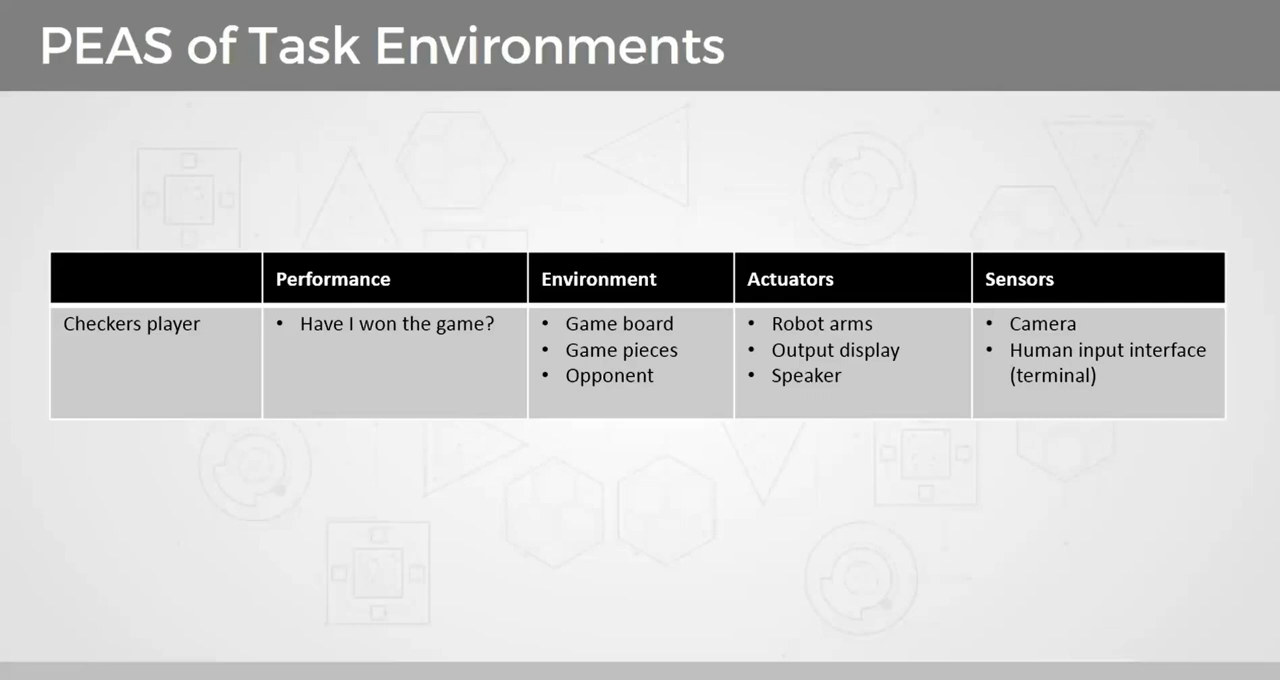 PEAS of Task Environments
Performance
Environment
Actuators
Sensors
Checkers player
• Have I won the game?
• Game board
• Game pieces
• Opponent
• Robot arms
• Output display
• Speaker
• Camera
• Human input interface
(terminal)